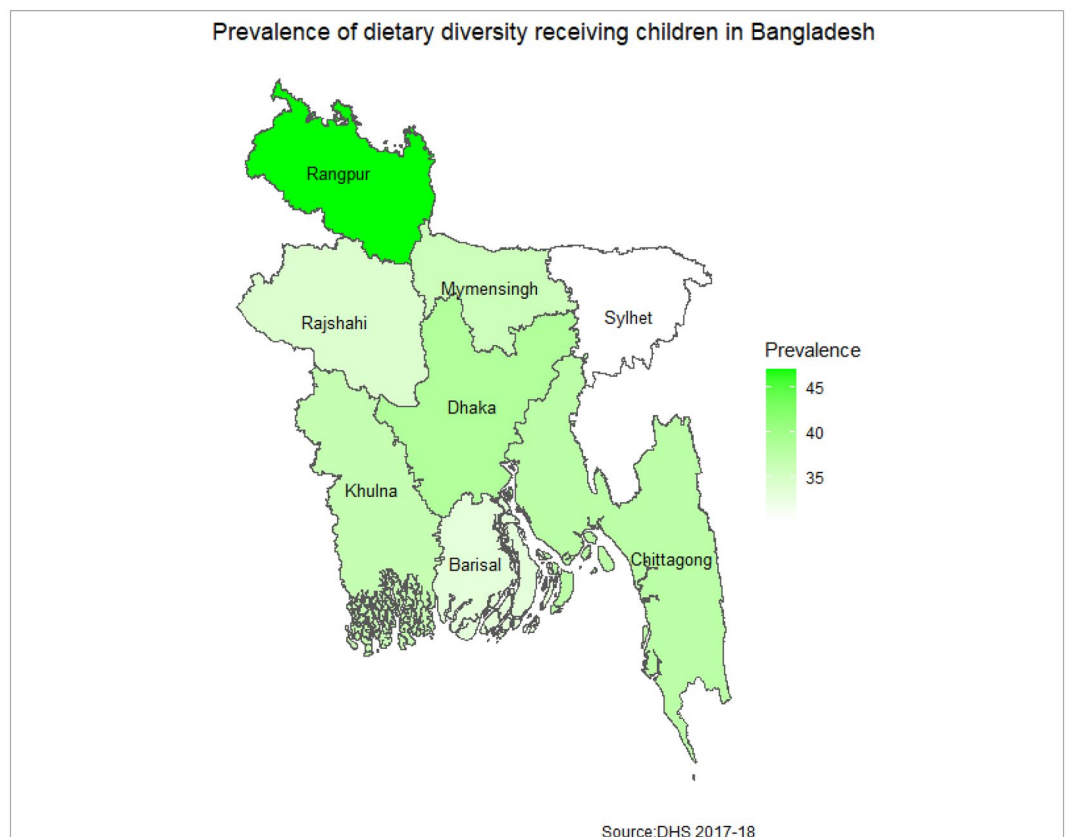 Prevalence of dietary diversity receiving children in Bangladesh
Rangpur
Mymensingh
Rajshahi
Sylhet
Prevalence
45
40
35
Dhaka
Khulna
Barisal
Chittagong
Source:DHS 2017-18